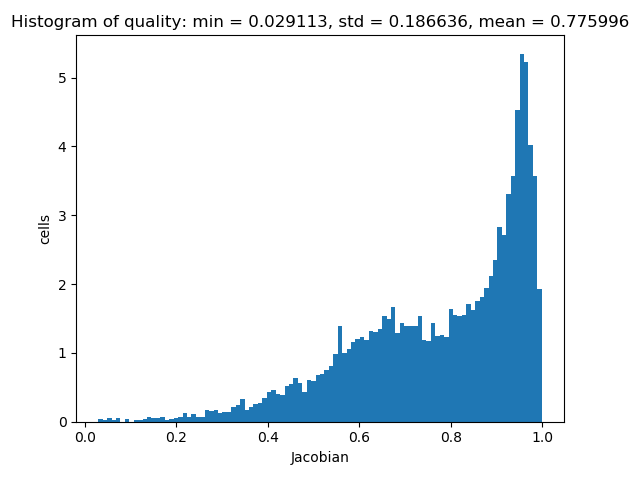 Histogram of quality: min = 0.029113, std = 0.186636, mean = 0.775996
5
4
3
2
1
0
cells
0.0 0.2 0.4 0.6 0.8 1.0
Jacobian